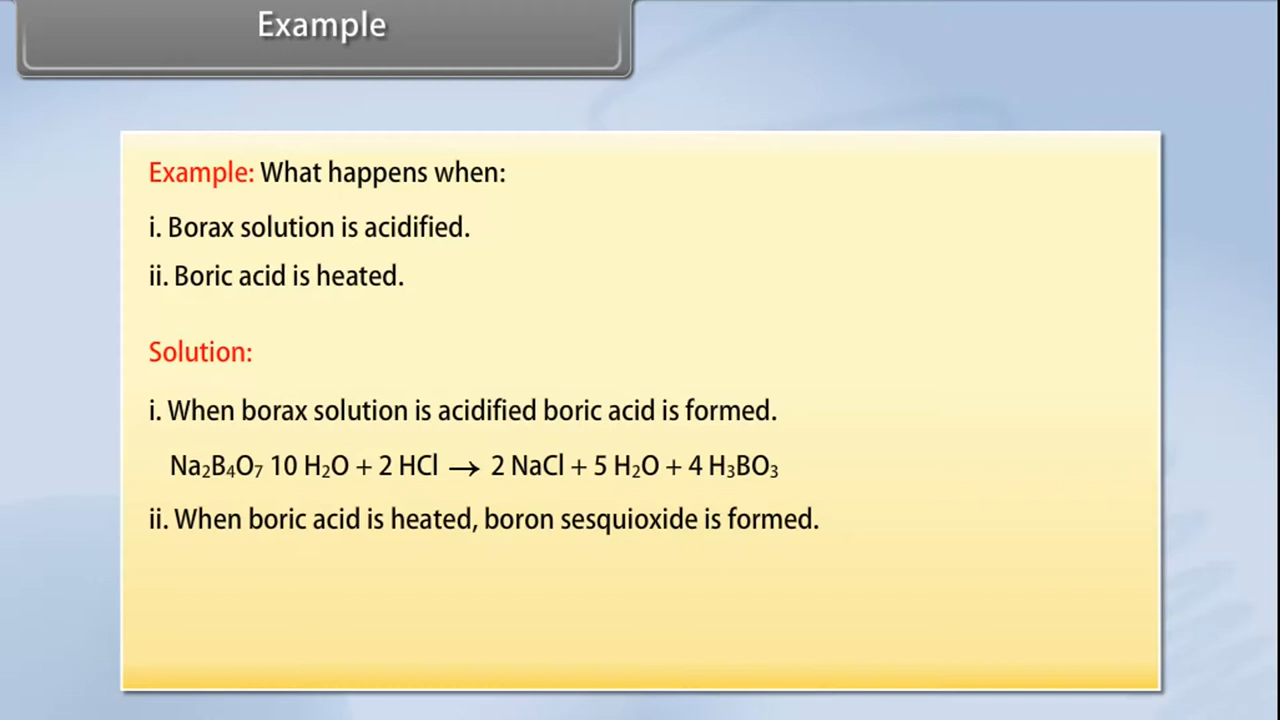 Example
Example: What happens when:
i. Borax solution is acidified.
ii. Boric acid is heated.
Solution:
i. When borax solution is acidified boric acid is formed.
Na₂B₄O₇ 10 H₂O + 2 HCl → 2 NaCl + 5 H₂O + 4 H₃BO₃
ii. When boric acid is heated, boron sesquioxide is formed.